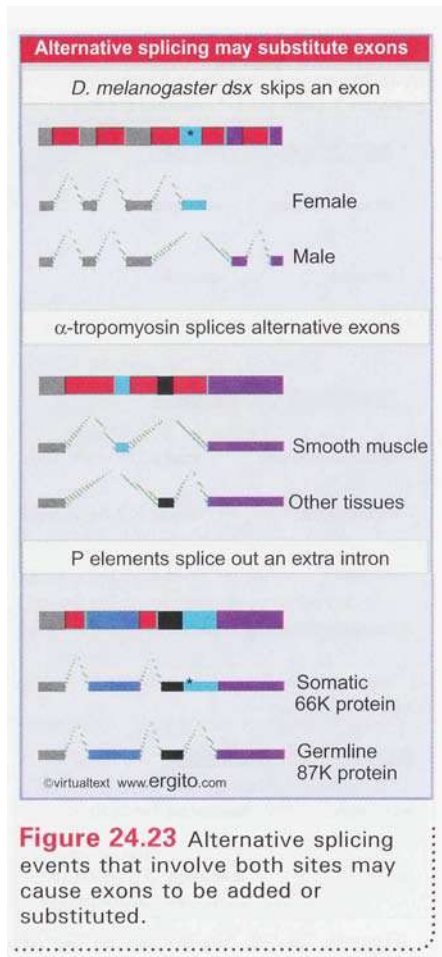 Alternative splicing may substitute exons
D. melanogaster dsx skips an exon
*
Female
Male
α-tropomyosin splices alternative exons
Smooth muscle
Other tissues
P elements splice out an extra intron
*
Somatic
66K protein
Germline
87K protein
©virtualtext www.ergito.com
Figure 24.23 Alternative splicing
events that involve both sites may
cause exons to be added or
substituted.